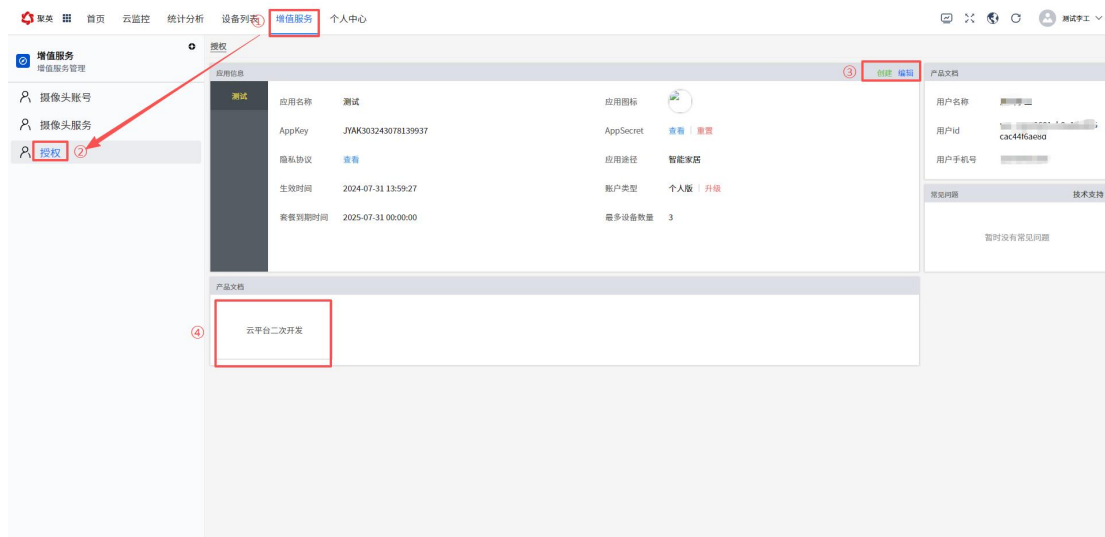 聚英 首页 云监控 统计分析 设备列表 ① 增值服务 个人中心 测试李工
增值服务
增值服务管理
摄像头账号
摄像头服务
授权 ②
授权
应用信息 ③ 创建 编辑
测试
应用名称 测试 应用图标
AppKey JYAK303243078139937 AppSecret 查看 重置
隐私协议 查看 应用途径 智能家居
生效时间 2024-07-31 13:59:27 账户类型 个人版 升级
套餐到期时间 2025-07-31 00:00:00 最多设备数量 3
产品文档
④ 云平台二次开发
产品文档
用户名称
用户id
cac44f6ae8d
用户手机号
常见问题 技术支持
暂时没有常见问题